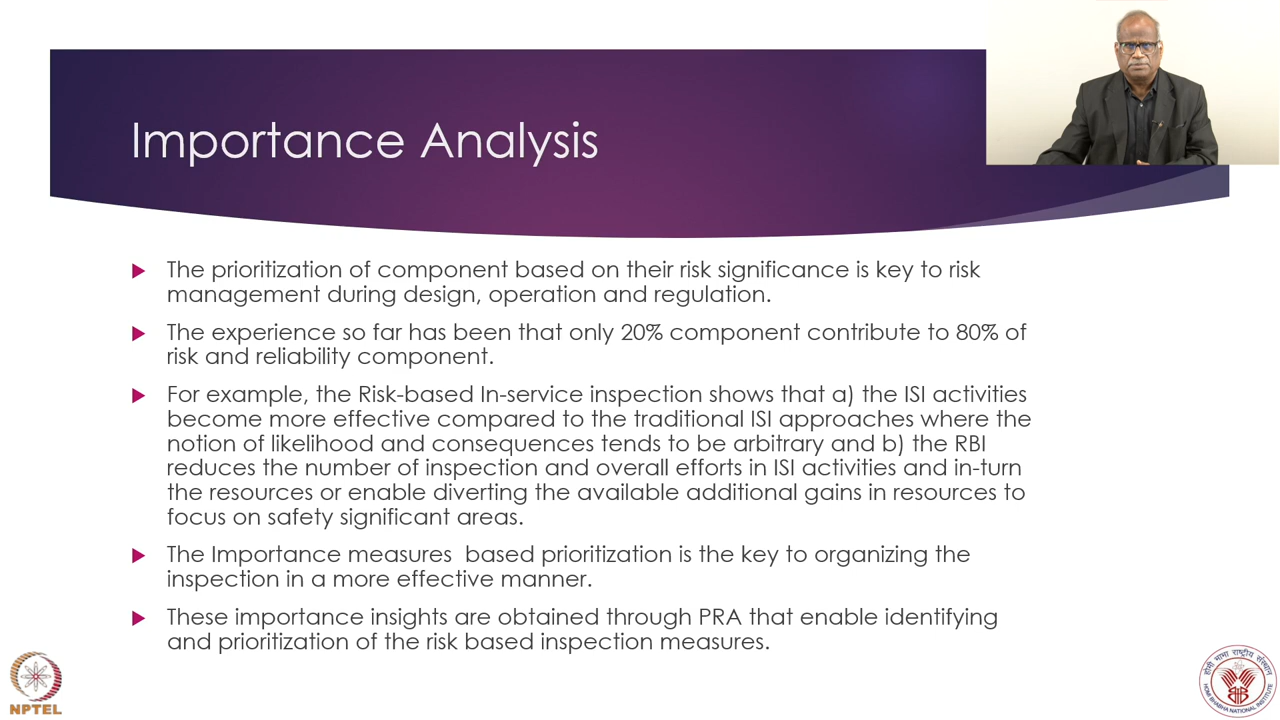 Importance Analysis
The prioritization of component based on their risk significance is key to risk
management during design, operation and regulation.
The experience so far has been that only 20% component contribute to 80% of
risk and reliability component.
For example, the Risk-based In-service inspection shows that a) the ISI activities
become more effective compared to the traditional ISI approaches where the
notion of likelihood and consequences tends to be arbitrary and b) the RBI
reduces the number of inspection and overall efforts in ISI activities and in-turn
the resources or enable diverting the available additional gains in resources to
focus on safety significant areas.
The Importance measures based prioritization is the key to organizing the
inspection in a more effective manner.
These importance insights are obtained through PRA that enable identifying
and prioritization of the risk based inspection measures.
NPTEL
होमी भाभा राष्ट्रीय संस्थान
HOMI BHABHA NATIONAL INSTITUTE